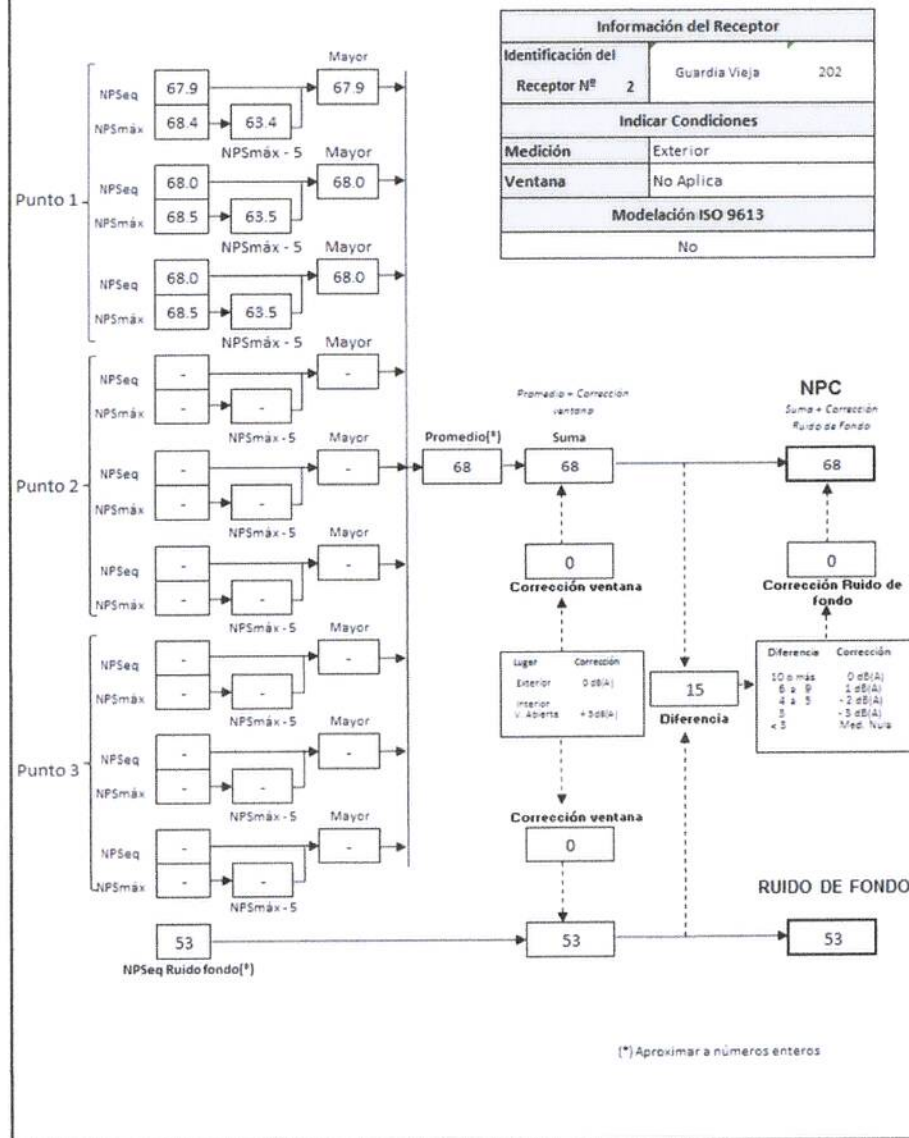 Información del Receptor
Identificación del
Receptor Nº 2
Guardia Vieja 202
Indicar Condiciones
Medición Exterior
Ventana No Aplica
Modelación ISO 9613
No
Punto 1
Mayor
NPSeq 67.9 67.9
NPSmáx 68.4 63.4
NPSmáx - 5
Mayor
NPSeq 68.0 68.0
NPSmáx 68.5 63.5
NPSmáx - 5
Mayor
NPSeq 68.0 68.0
NPSmáx 68.5 63.5
NPSmáx - 5
Punto 2
Mayor
NPSeq - -
NPSmáx - -
NPSmáx - 5
Mayor
NPSeq - -
NPSmáx - -
NPSmáx - 5
Mayor
NPSeq - -
NPSmáx - -
NPSmáx - 5
Punto 3
Mayor
NPSeq - -
NPSmáx - -
NPSmáx - 5
Mayor
NPSeq - -
NPSmáx - -
NPSmáx - 5
Mayor
NPSeq - -
NPSmáx - -
NPSmáx - 5
53
NPSeq Ruido fondo(*)
Promedio(*)
68
Promedio + Corrección
ventana
Suma
68
0
Corrección ventana
Lugar Corrección
Exterior 0 dB(A)
Interior
V. Abierta + 5 dB(A)
Corrección ventana
0
53
15
Diferencia
NPC
Suma + Corrección
Ruido de Fondo
68
0
Corrección Ruido de
fondo
Diferencia Corrección
10 o más 0 dB(A)
6 a 9 1 dB(A)
4 a 5 - 2 dB(A)
3 - 3 dB(A)
< 3 Med. Nula
RUIDO DE FONDO
53
(*) Aproximar a números enteros